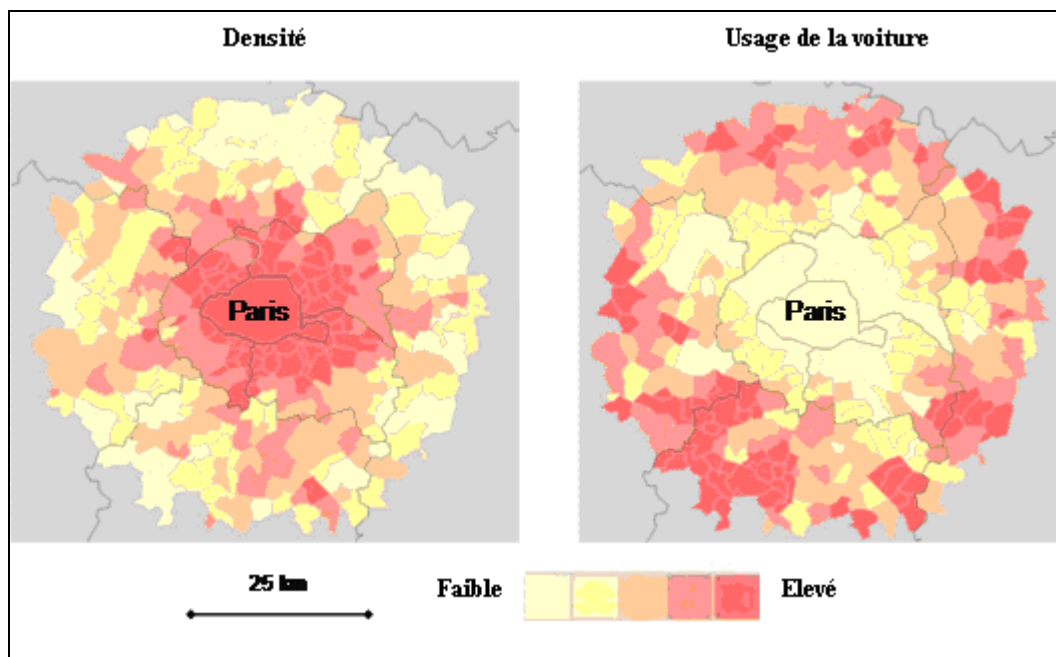 Densité
Usage de la voiture
Paris
Paris
25 km
Faible
Elevé